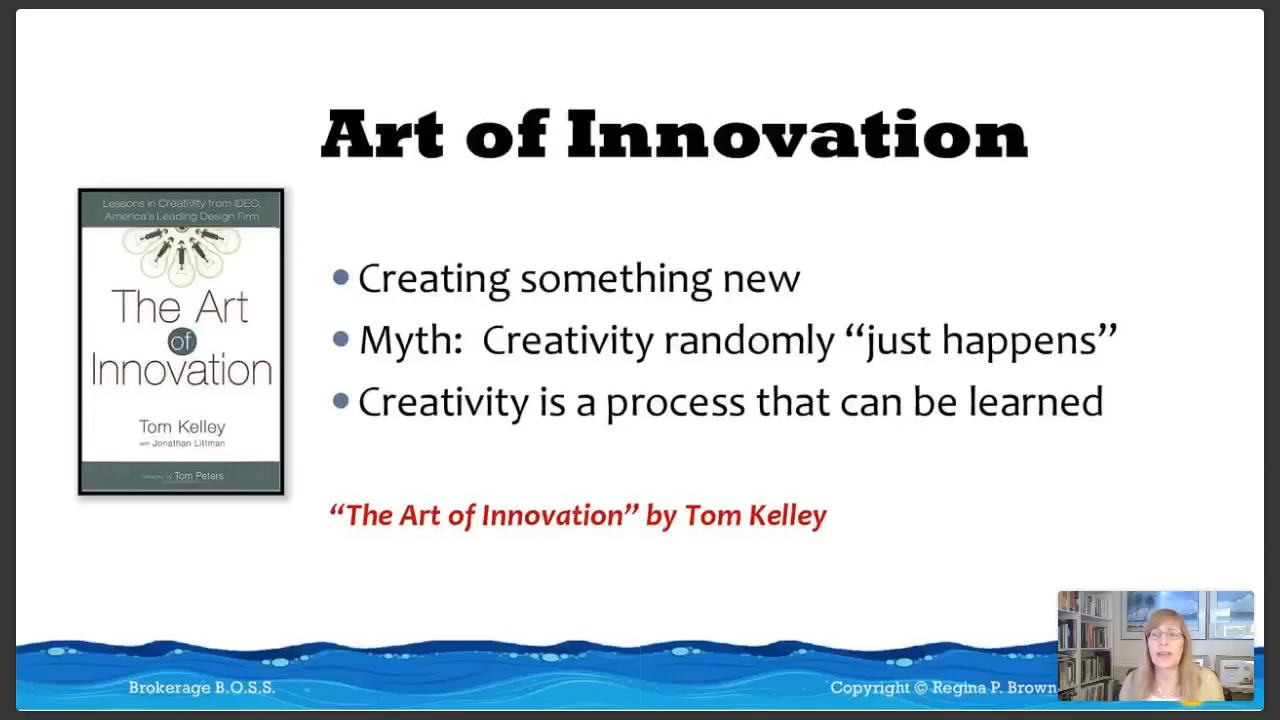 Art of Innovation
Lessons in Creativity from IDEO,
America's Leading Design Firm
The Art
of
Innovation
Tom Kelley
with Jonathan Littman
Tom Peters
• Creating something new
• Myth:  Creativity randomly “just happens”
• Creativity is a process that can be learned
“The Art of Innovation” by Tom Kelley
Brokerage B.O.S.S.
Copyright © Regina P. Brown